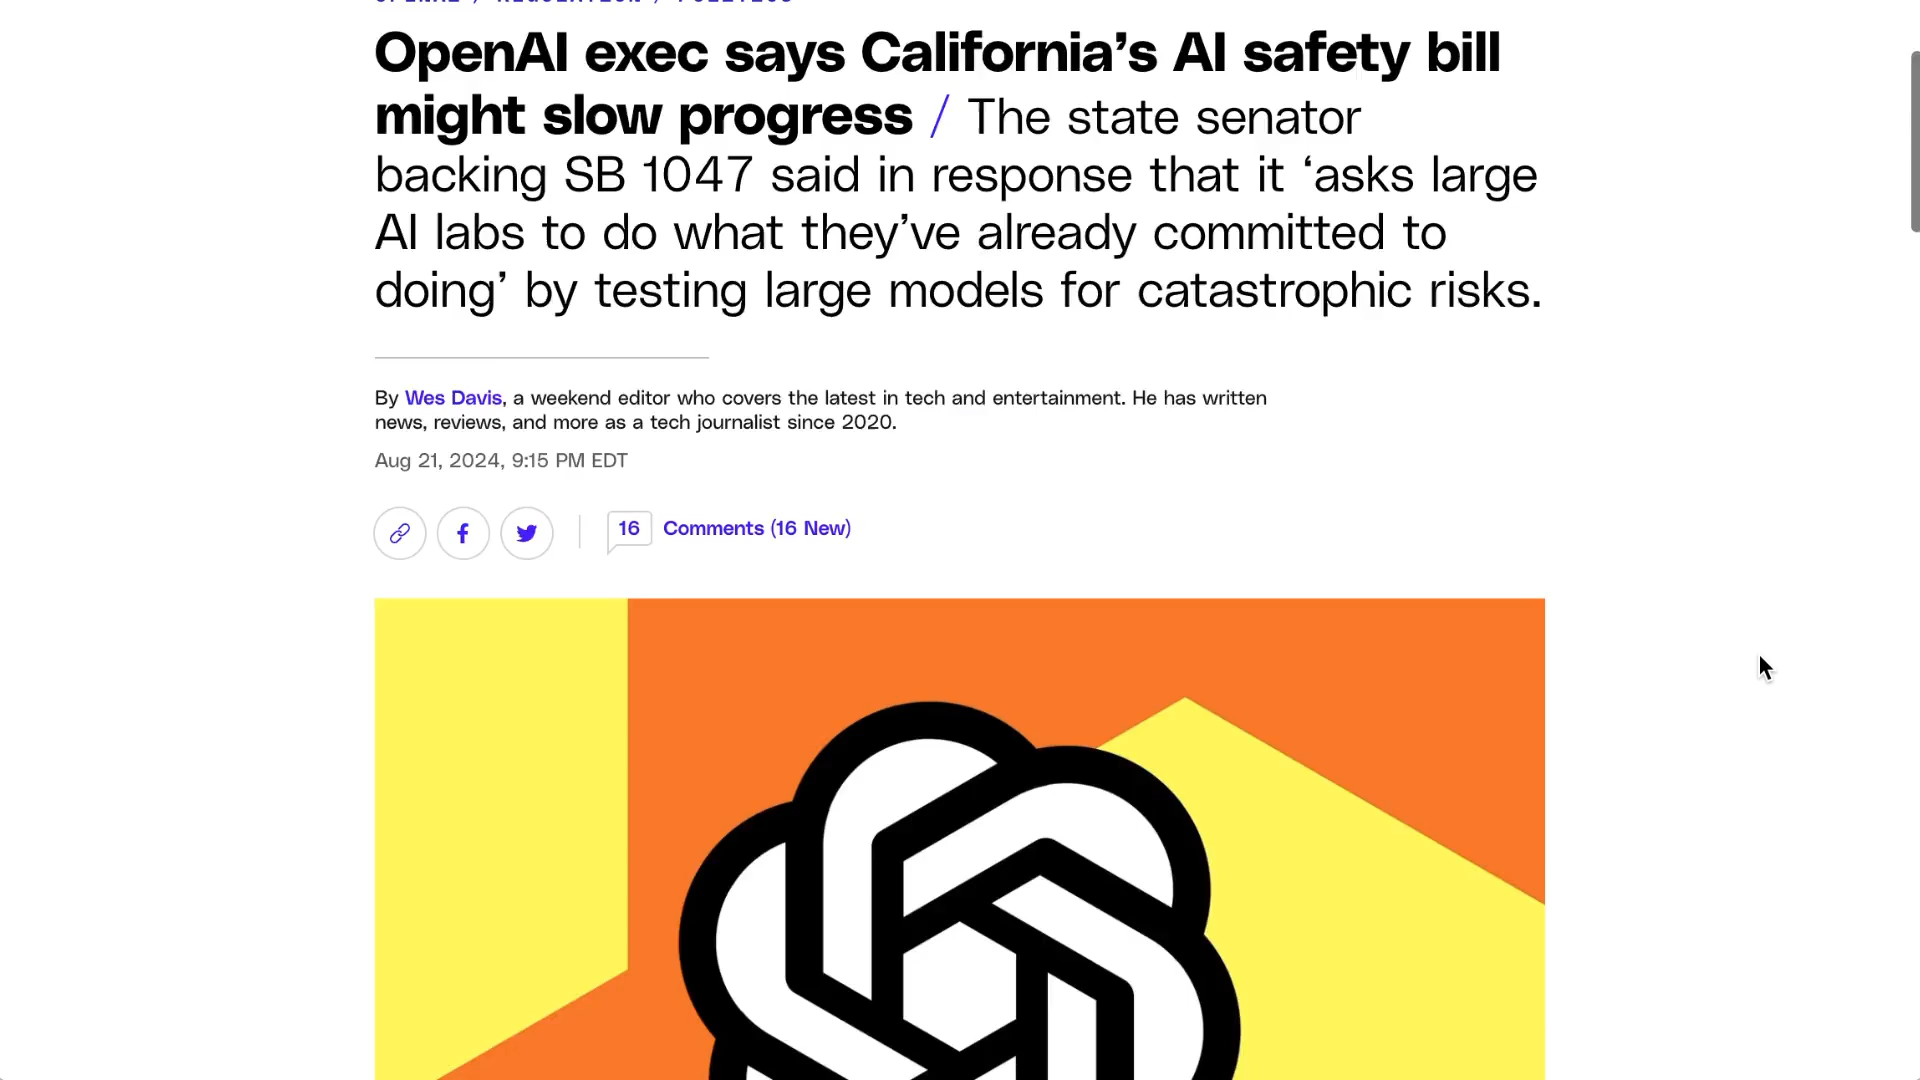 OPENAI / REGULATION / POLITICS
OpenAI exec says California’s AI safety bill
might slow progress / The state senator
backing SB 1047 said in response that it ‘asks large
AI labs to do what they’ve already committed to
doing’ by testing large models for catastrophic risks.
By Wes Davis, a weekend editor who covers the latest in tech and entertainment. He has written
news, reviews, and more as a tech journalist since 2020.
Aug 21, 2024, 9:15 PM EDT
16 Comments (16 New)